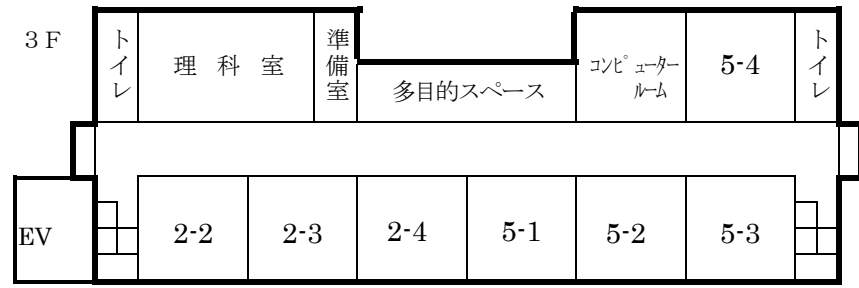 3F
トイレ
理科室
準備室
多目的スペース
コンピューター
ルーム
5-4
トイレ
EV
2-2
2-3
2-4
5-1
5-2
5-3